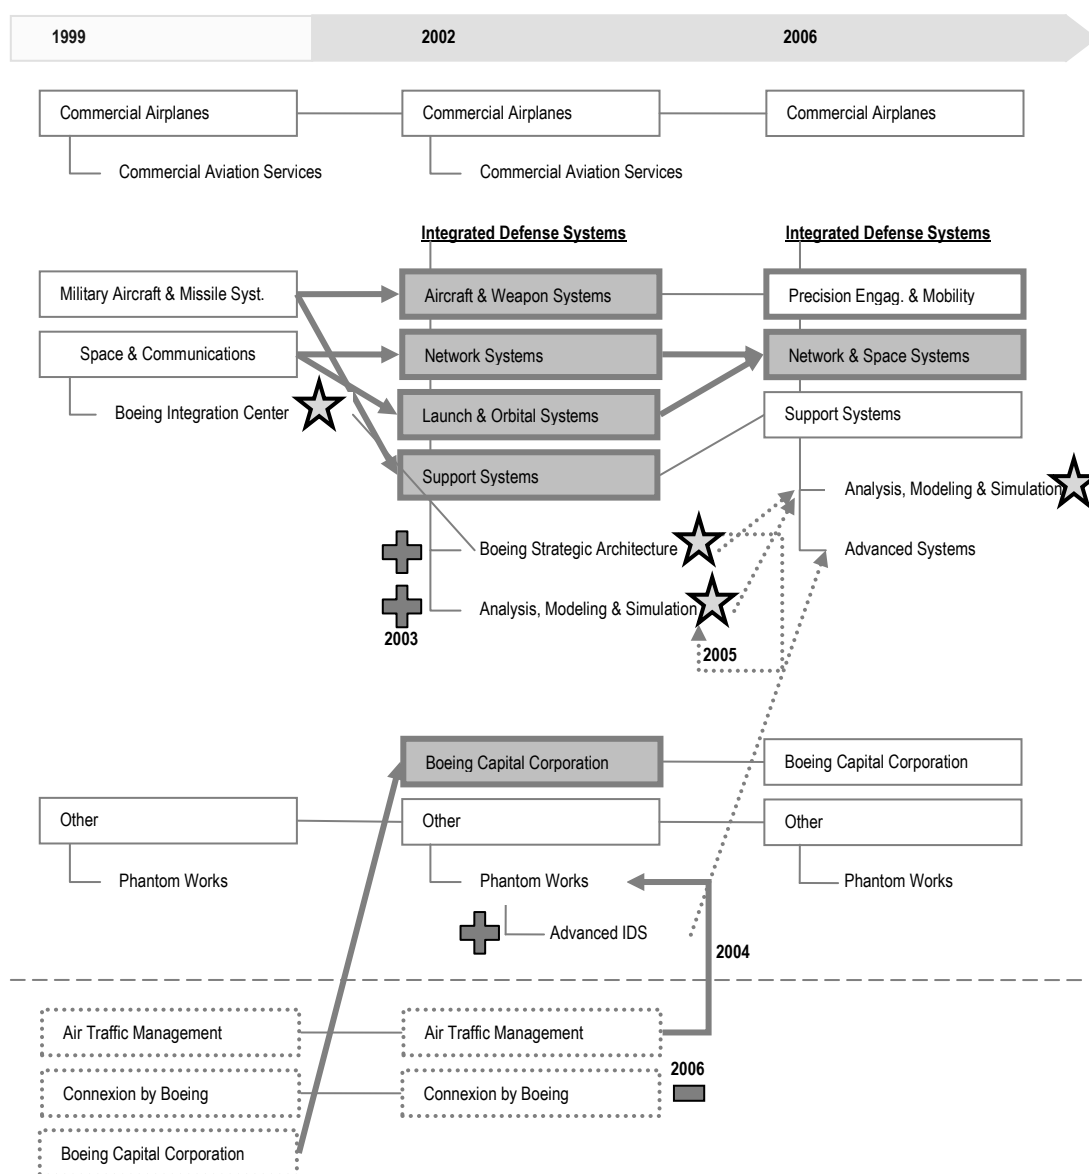 1999 2002 2006
Commercial Airplanes Commercial Airplanes Commercial Airplanes
Commercial Aviation Services Commercial Aviation Services
Integrated Defense Systems Integrated Defense Systems
Military Aircraft & Missile Syst. Aircraft & Weapon Systems Precision Engag. & Mobility
Space & Communications Network Systems Network & Space Systems
Boeing Integration Center Launch & Orbital Systems Support Systems
Support Systems
Analysis, Modeling & Simulation
Boeing Strategic Architecture Advanced Systems
Analysis, Modeling & Simulation
2003
2005
Boeing Capital Corporation Boeing Capital Corporation
Other Other Other
Phantom Works Phantom Works Phantom Works
Advanced IDS
2004
Air Traffic Management Air Traffic Management
2006
Connexion by Boeing Connexion by Boeing
Boeing Capital Corporation